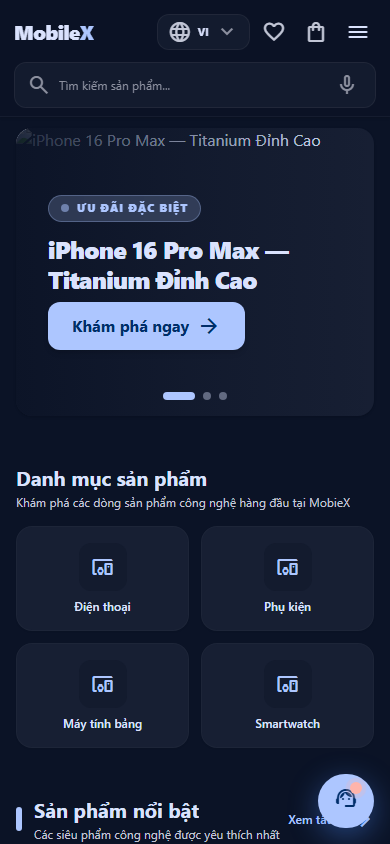 MobileX
VI
Tìm kiếm sản phẩm...
iPhone 16 Pro Max — Titanium Đỉnh Cao
ƯU ĐÃI ĐẶC BIỆT
iPhone 16 Pro Max —
Titanium Đỉnh Cao
Khám phá ngay
Danh mục sản phẩm
Khám phá các dòng sản phẩm công nghệ hàng đầu tại MobieX
Điện thoại
Phụ kiện
Máy tính bảng
Smartwatch
Sản phẩm nổi bật
Xem
Các siêu phẩm công nghệ được yêu thích nhất